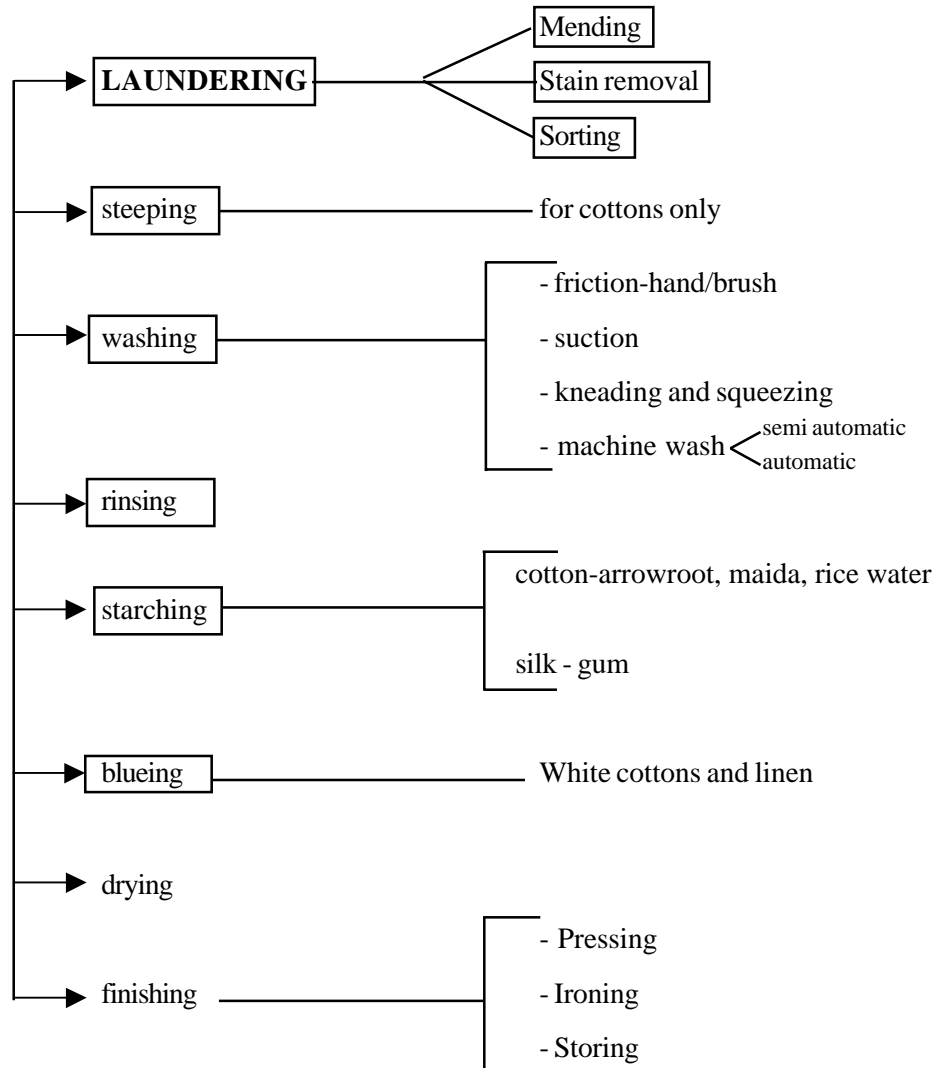 Mending
LAUNDERING
Stain removal
Sorting
steeping
for cottons only
- friction-hand/brush
washing
- suction
- kneading and squeezing
- machine wash
semi automatic
automatic
rinsing
cotton-arrowroot, maida, rice water
starching
silk - gum
blueing
White cottons and linen
drying
- Pressing
finishing
- Ironing
- Storing